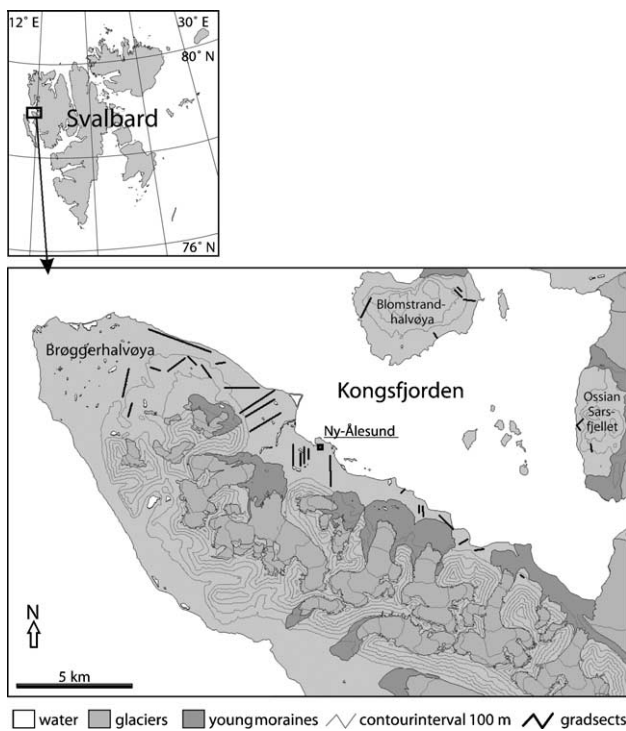 12° E
30° E
80° N
Svalbard
76° N
Blomstrand-
halvøya
Brøggerhalvøya
Kongsfjorden
Ossian
Sars-
fjellet
Ny-Ålesund
N
5 km
water glaciers young moraines contourinterval 100 m gradsects